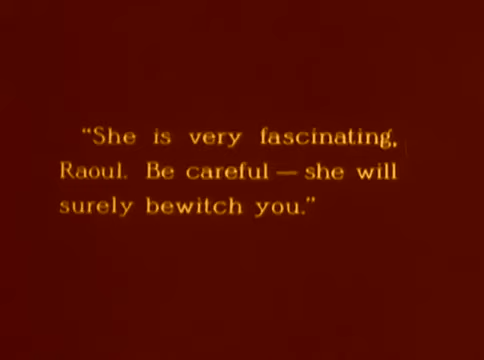 “She is very fascinating,
Raoul. Be careful — she will
surely bewitch you.”